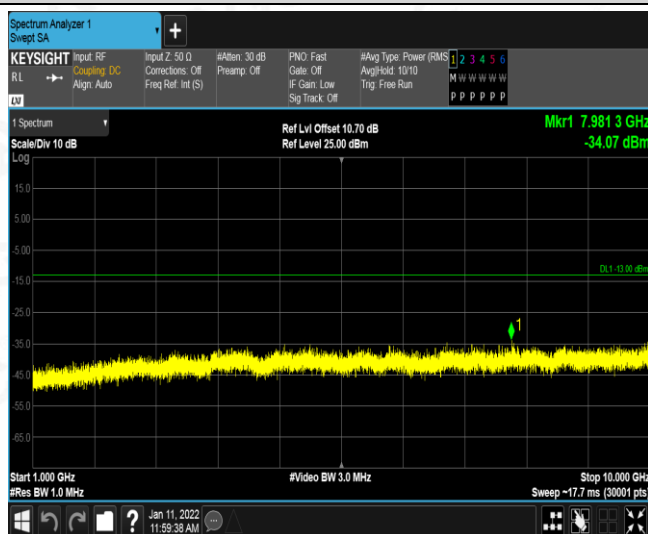 Spectrum Analyzer 1
Swept SA
+
KEYSIGHT
RL
LXI
Input: RF
Coupling: DC
Align: Auto
Input Z: 50 Ω
Corrections: Off
Freq Ref: Int (S)
#Atten: 30 dB
Preamp: Off
PNO: Fast
Gate: Off
IF Gain: Low
Sig Track: Off
#Avg Type: Power (RMS
Avg|Hold: 10/10
Trig: Free Run
1 2 3 4 5 6
M W W W W W
P P P P P P
1 Spectrum
Scale/Div 10 dB
Log
Ref Lvl Offset 10.70 dB
Ref Level 25.00 dBm
Mkr1 7.981 3 GHz
-34.07 dBm
15.0
5.00
-5.00
-15.0
-25.0
-35.0
-45.0
-55.0
-65.0
DL1 -13.00 dBm
1
Start 1.000 GHz
#Res BW 1.0 MHz
#Video BW 3.0 MHz
Stop 10.000 GHz
Sweep ~17.7 ms (30001 pts)
?
Jan 11, 2022
11:59:38 AM